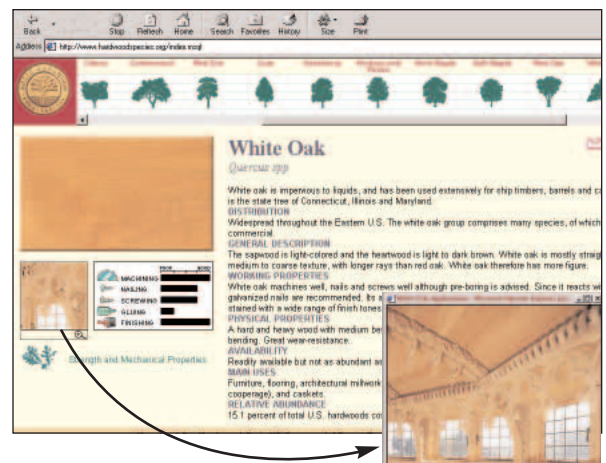 Back
Stop
Refresh
Home
Search
Favorites
History
Size
Print
Address
http://www.hardwoodspecies.org/index.msql
White Oak
Quercus spp
White oak is impervious to liquids, and has been used extensively for ship timbers, barrels and
is the state tree of Connecticut, Illinois and Maryland.
DISTRIBUTION
Widespread throughout the Eastern U.S. The white oak group comprises many species, of which
commercial.
GENERAL DESCRIPTION
The sapwood is light-colored and the heartwood is light to dark brown. White oak is mostly
medium to coarse texture, with longer rays than red oak. White oak therefore has more figure.
WORKING PROPERTIES
White oak machines well, nails and screws well although pre-boring is advised. Since it reacts
galvanized nails are recommended. Its
stained with a wide range of finish tones
PHYSICAL PROPERTIES
A hard and heavy wood with medium
bending. Great wear-resistance.
AVAILABILITY
Readily available but not as abundant as
MAIN USES
Furniture, flooring, architectural millwork
cooperage), and caskets.
RELATIVE ABUNDANCE
15.1 percent of total U.S. hardwoods
POOR GOOD
MACHINING
NAILING
SCREWING
GLUING
FINISHING
Strength and Mechanical Properties